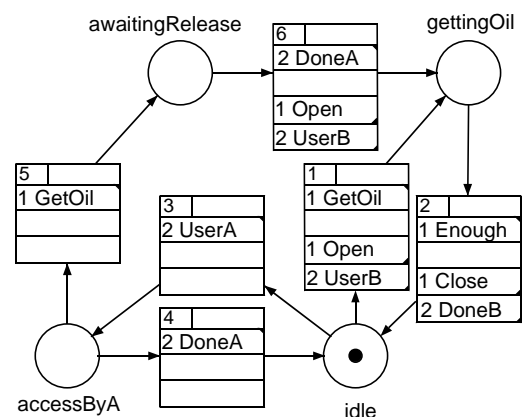 awaitingRelease
gettingOil
6
2 DoneA
1 Open
2 UserB
5
1 GetOil
3
2 UserA
1
1 GetOil
1 Open
2 UserB
2
1 Enough
1 Close
2 DoneB
4
2 DoneA
accessByA
idle